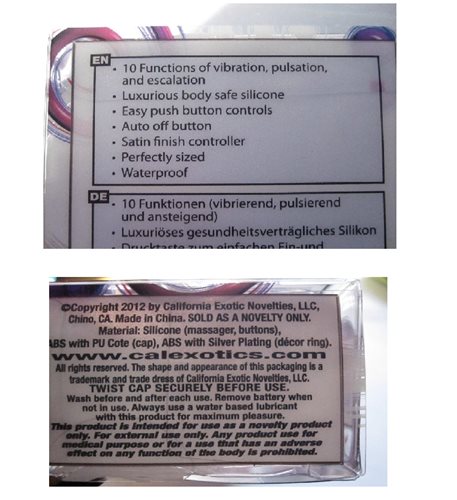 EN
• 10 Functions of vibration, pulsation,
and escalation
• Luxurious body safe silicone
• Easy push button controls
• Auto off button
• Satin finish controller
• Perfectly sized
• Waterproof
DE
• 10 Funktionen (vibrierend, pulsierend
und ansteigend)
• Luxuriöses gesundheitsverträgliches Silikon
• Drucktaste zum einfachen Ein-und
©Copyright 2012 by California Exotic Novelties, LLC,
Chino, CA. Made in China. SOLD AS A NOVELTY ONLY.
Material: Silicone (massager, buttons),
ABS with PU Cote (cap), ABS with Silver Plating (décor ring).
www.calexotics.com
All rights reserved. The shape and appearance of this packaging is a
trademark and trade dress of California Exotic Novelties, LLC.
TWIST CAP SECURELY BEFORE USE.
Wash before and after each use. Remove battery when
not in use. Always use a water based lubricant
with this product for maximum pleasure.
This product is intended for use as a novelty product
only. For external use only. Any product use for
medical purpose or for a use that has an adverse
effect on any function of the body is prohibited.